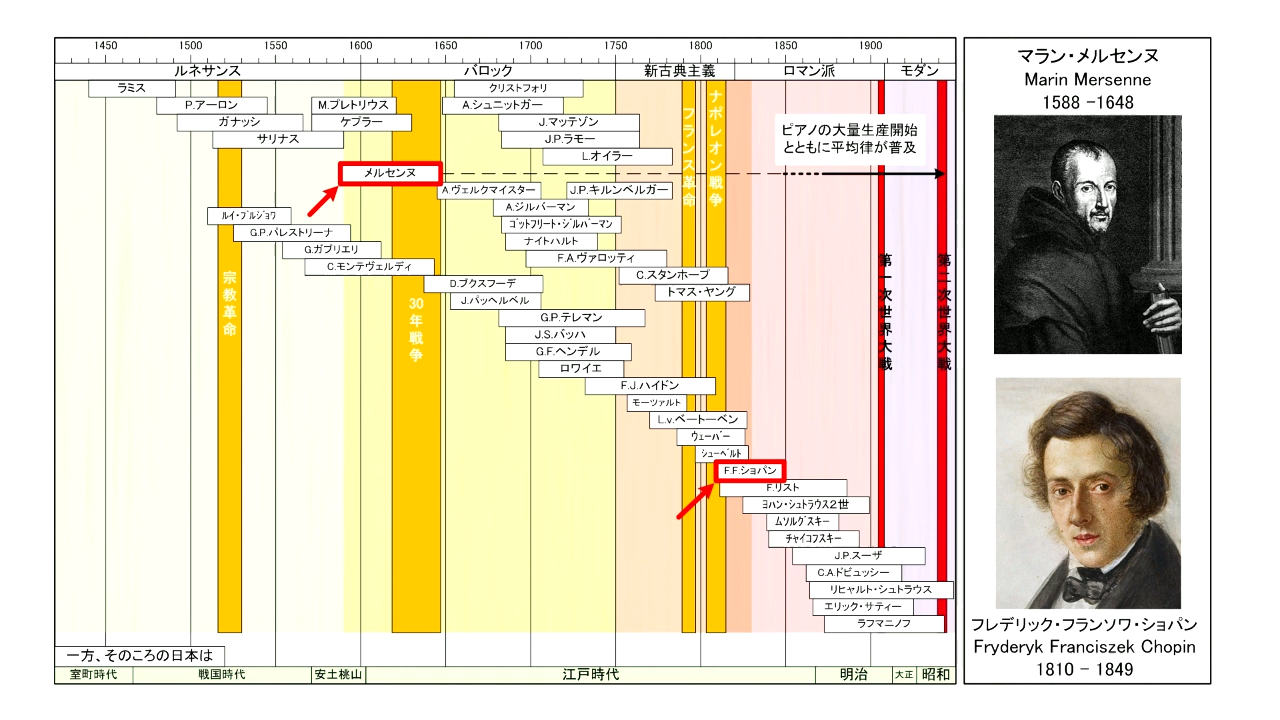 1450 1500 1550 1600 1650 1700 1750 1800 1850 1900
ルネサンス バロック 新古典主義 ロマン派 モダン
ラミス
クリストフォリ
P.アーロン
M.プレトリウス
A.シュニットガー
ガナッシ
ケプラー
J.マッテゾン
サリナス
J.P.ラモー
L.オイラー
メルセンヌ
A.ヴェルクマイスター
J.P.キルンベルガー
A.ジルバーマン
ルイ・ブルジョワ
ゴットフリート・ジルバーマン
G.P.パレストリーナ
ナイトハルト
G.ガブリエリ
F.A.ヴァロッティ
C.モンテヴェルディ
C.スタンホープ
D.ブクスフーデ
トマス・ヤング
J.パッヘルベル
G.P.テレマン
J.S.バッハ
G.F.ヘンデル
ロワイエ
F.J.ハイドン
モーツァルト
L.v.ベートーベン
ウェーバー
シューベルト
F.F.ショパン
F.リスト
ヨハン・シュトラウス2世
ムソルグスキー
チャイコフスキー
J.P.スーザ
C.A.ドビュッシー
リヒャルト・シュトラウス
エリック・サティー
ラフマニノフ
宗教革命
30年戦争
フランス革命
ナポレオン戦争
第一次世界大戦
第二次世界大戦
ピアノの大量生産開始
とともに平均律が普及
一方、そのころの日本は
室町時代 戦国時代 安土桃山 江戸時代 明治 大正 昭和
マラン・メルセンヌ
Marin Mersenne
1588 －1648
フレデリック・フランソワ・ショパン
Fryderyk Franciszek Chopin
1810 － 1849